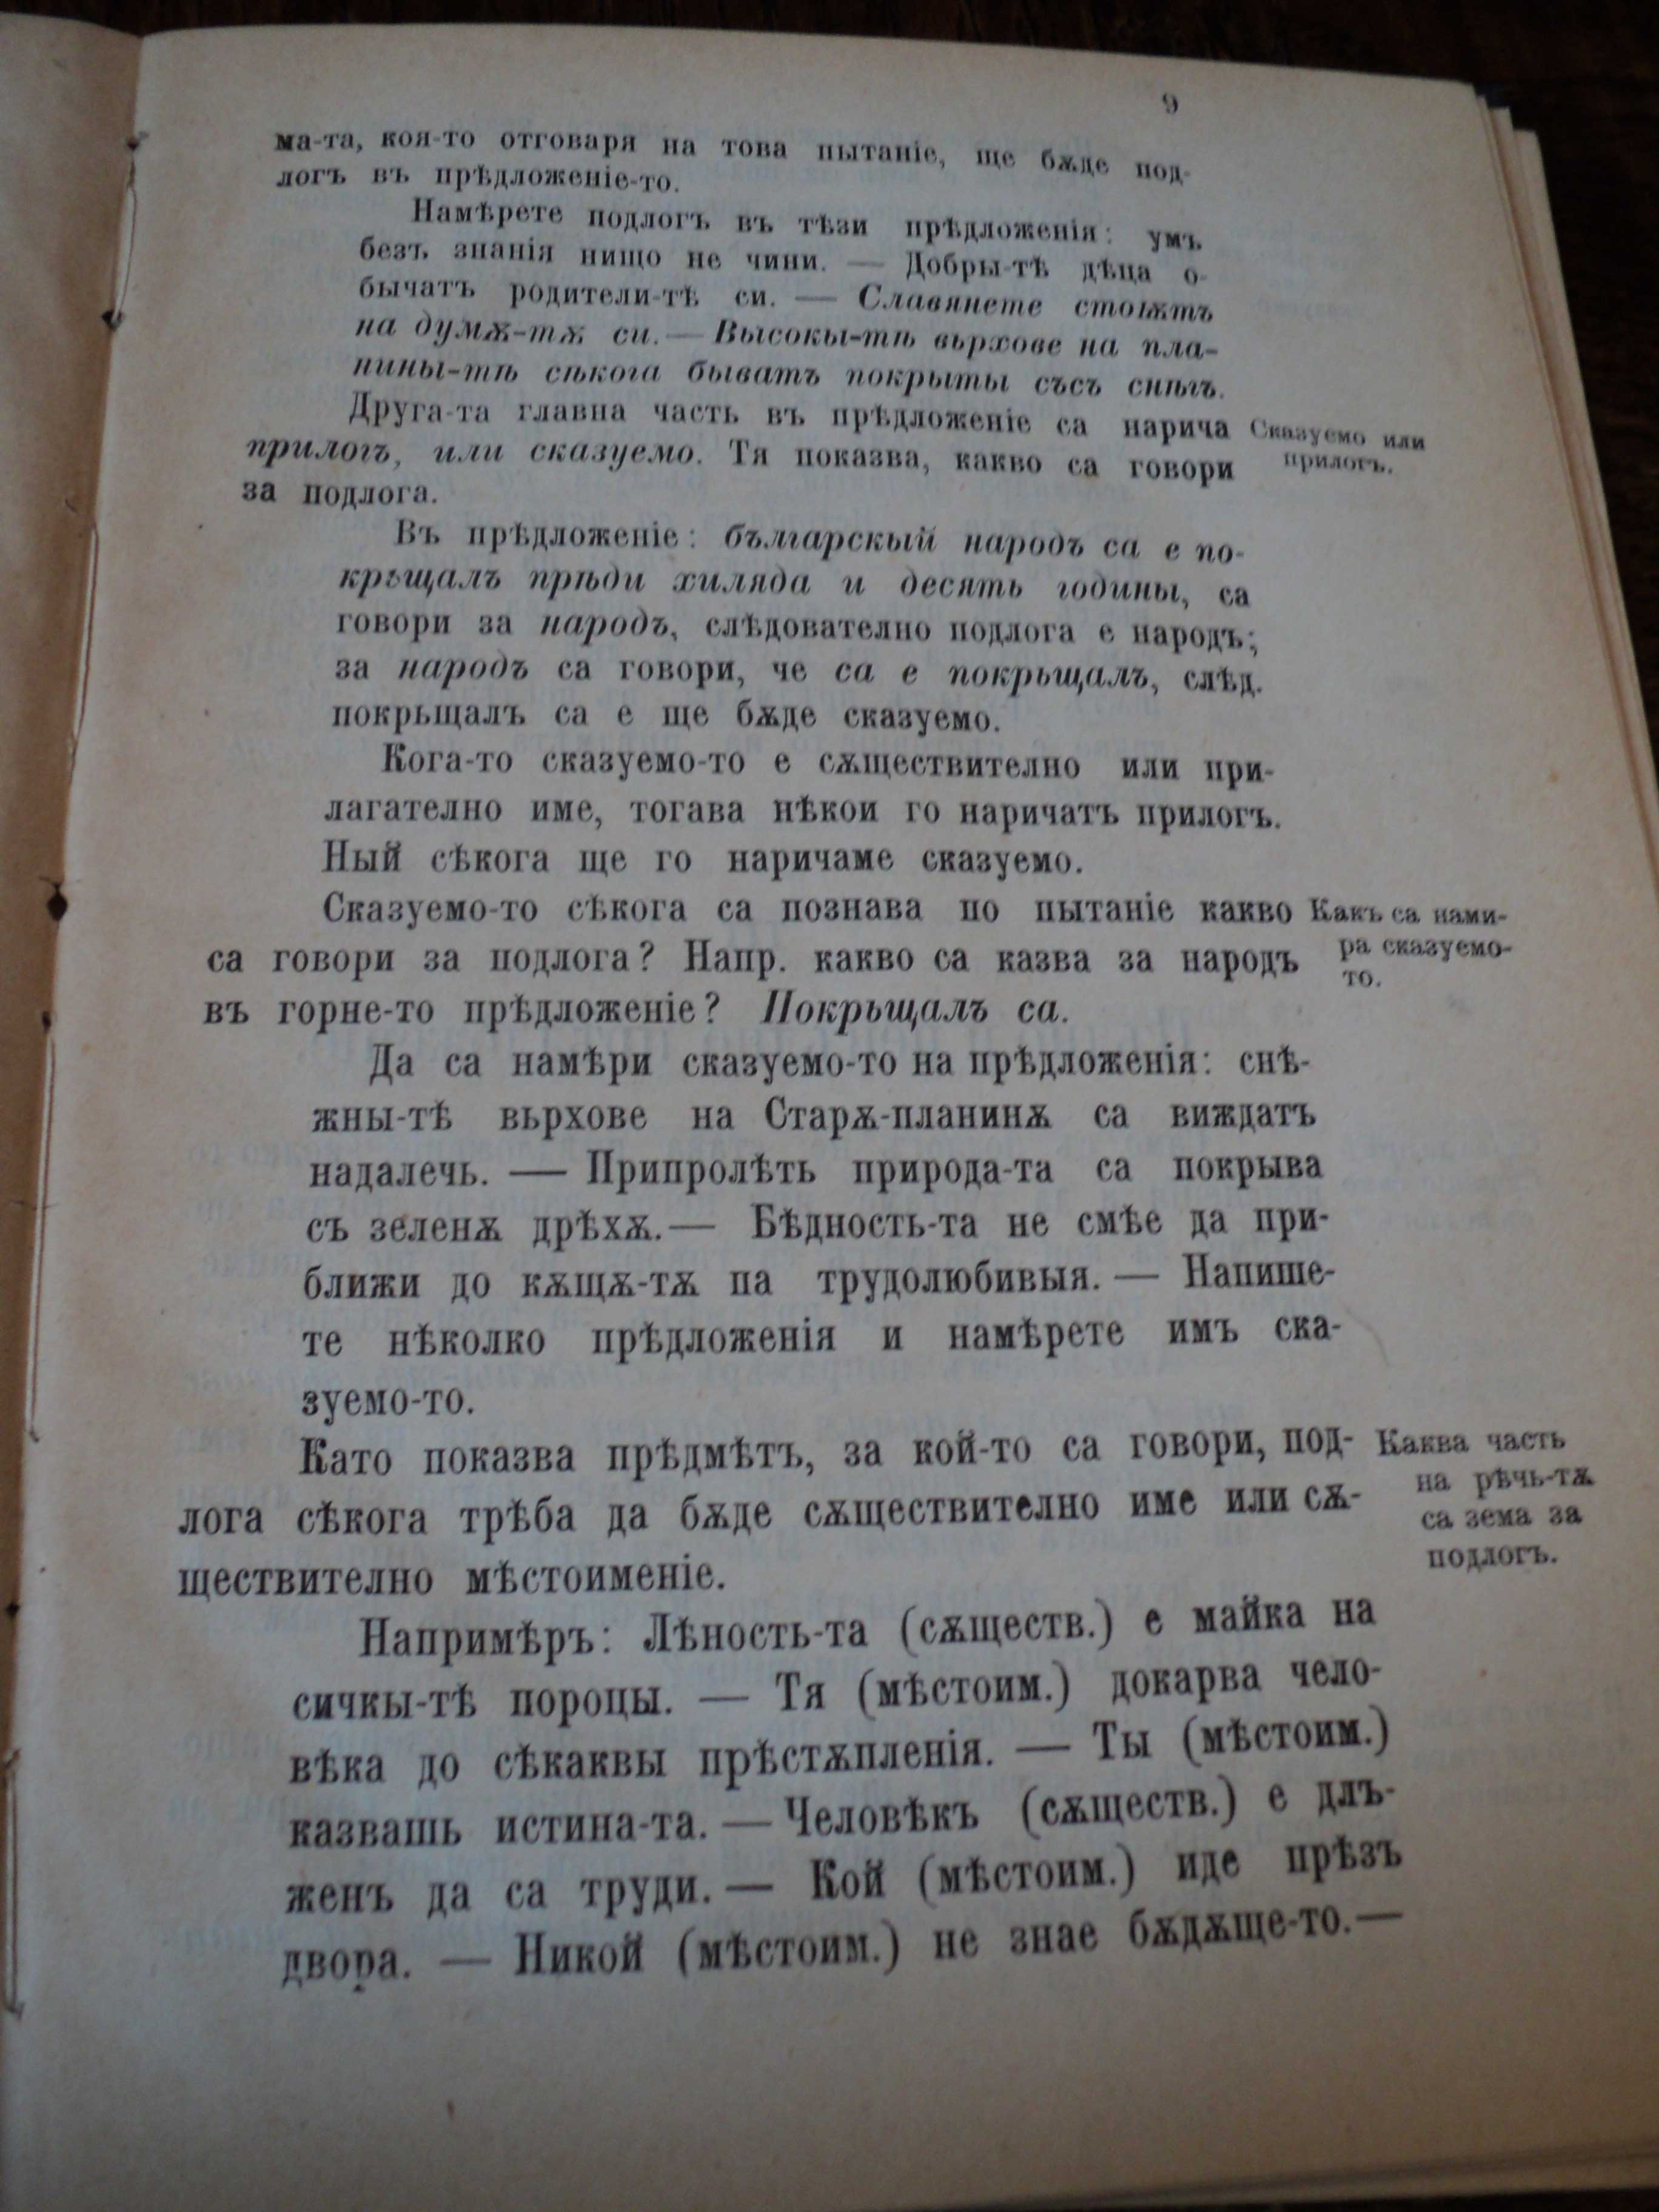 9
ма-та, коя-то отговаря на това пытаніе, ще бѫде под-
логъ въ прѣдложеніе-то.
Намѣрете подлогъ въ тѣзи прѣдложенія: умъ
безъ знанія нищо не чини. — Добры-тѣ дѣца о-
бычатъ родители-тѣ си. — Славянете стоѭтъ
на думѫ-тѫ си. — Высокы-тѣ вьрхове на пла-
нины-тѣ сѣкога бывать покрыты съсъ снѣгъ.
Друга-та главна часть въ прѣдложеніе са нарича
Сказуемо или
прилогъ, или сказуемо. Тя показва, какво са говори
прилогъ.
за подлога.
Въ прѣдложеніе: българскый народъ са е по-
крьщалъ прѣди хиляда и десять годины, са
говори за народъ, слѣдователно подлога е народъ;
за народъ са говори, че са е покрьщалъ, слѣд.
покрьщалъ са е ще бѫде сказуемо.
Кога-то сказуемо-то е сѫществително или при-
лагателно име, тогава нѣкои го наричатъ прилогъ.
Ный сѣкога ще го наричаме сказуемо.
Сказуемо-то сѣкога са познава по пытаніе какво
Какъ са нами-
са говори за подлога? Напр. какво са казва за народъ
ра сказуемо-
то.
въ горне-то прѣдложеніе? Покрьщалъ са.
Да са намѣри сказуемо-то на прѣдложенія: снѣ-
жны-тѣ вьрхове на Старѫ-планинѫ са виждатъ
надалечь. — Припролѣть природа-та са покрыва
съ зеленѫ дрѣхѫ. — Бѣдность-та не смѣе да при-
ближи до кѫщѫ-тѫ па трудолюбивыя. — Напише-
те нѣколко прѣдложенія и намѣрете имъ ска-
зуемо-то.
Като показва прѣдмѣтъ, за кой-то са говори, под-
Каква часть
лога сѣкога трѣба да бѫде сѫществително име или сѫ-
на рѣчь-тѫ
са зема за
ществително мѣстоименіе.
подлогъ.
Напримѣръ: Лѣность-та (сѫществ.) е майка на
сичкы-тѣ пороцы. — Тя (мѣстоим.) докарва чело-
вѣка до сѣкаквы прѣстѫпленія. — Ты (мѣстоим.)
казвашь истина-та. — Человѣкъ (сѫществ.) е длъ-
женъ да са труди. — Кой (мѣстоим.) иде прѣзъ
двора. — Никой (мѣстоим.) не знае бѫдѫще-то. —